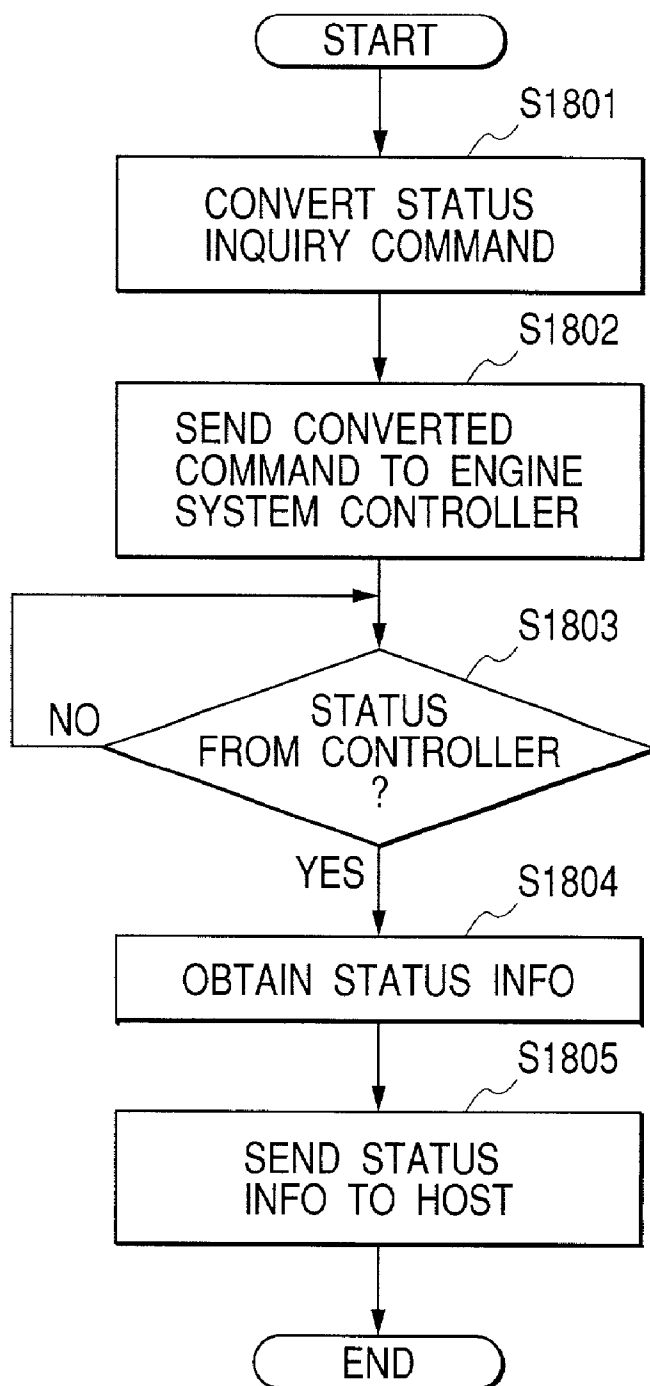 START
S1801
CONVERT STATUS
INQUIRY COMMAND
S1802
SEND CONVERTED
COMMAND TO ENGINE
SYSTEM CONTROLLER
S1803
STATUS
FROM CONTROLLER
?
NO
YES
S1804
OBTAIN STATUS INFO
S1805
SEND STATUS
INFO TO HOST
END